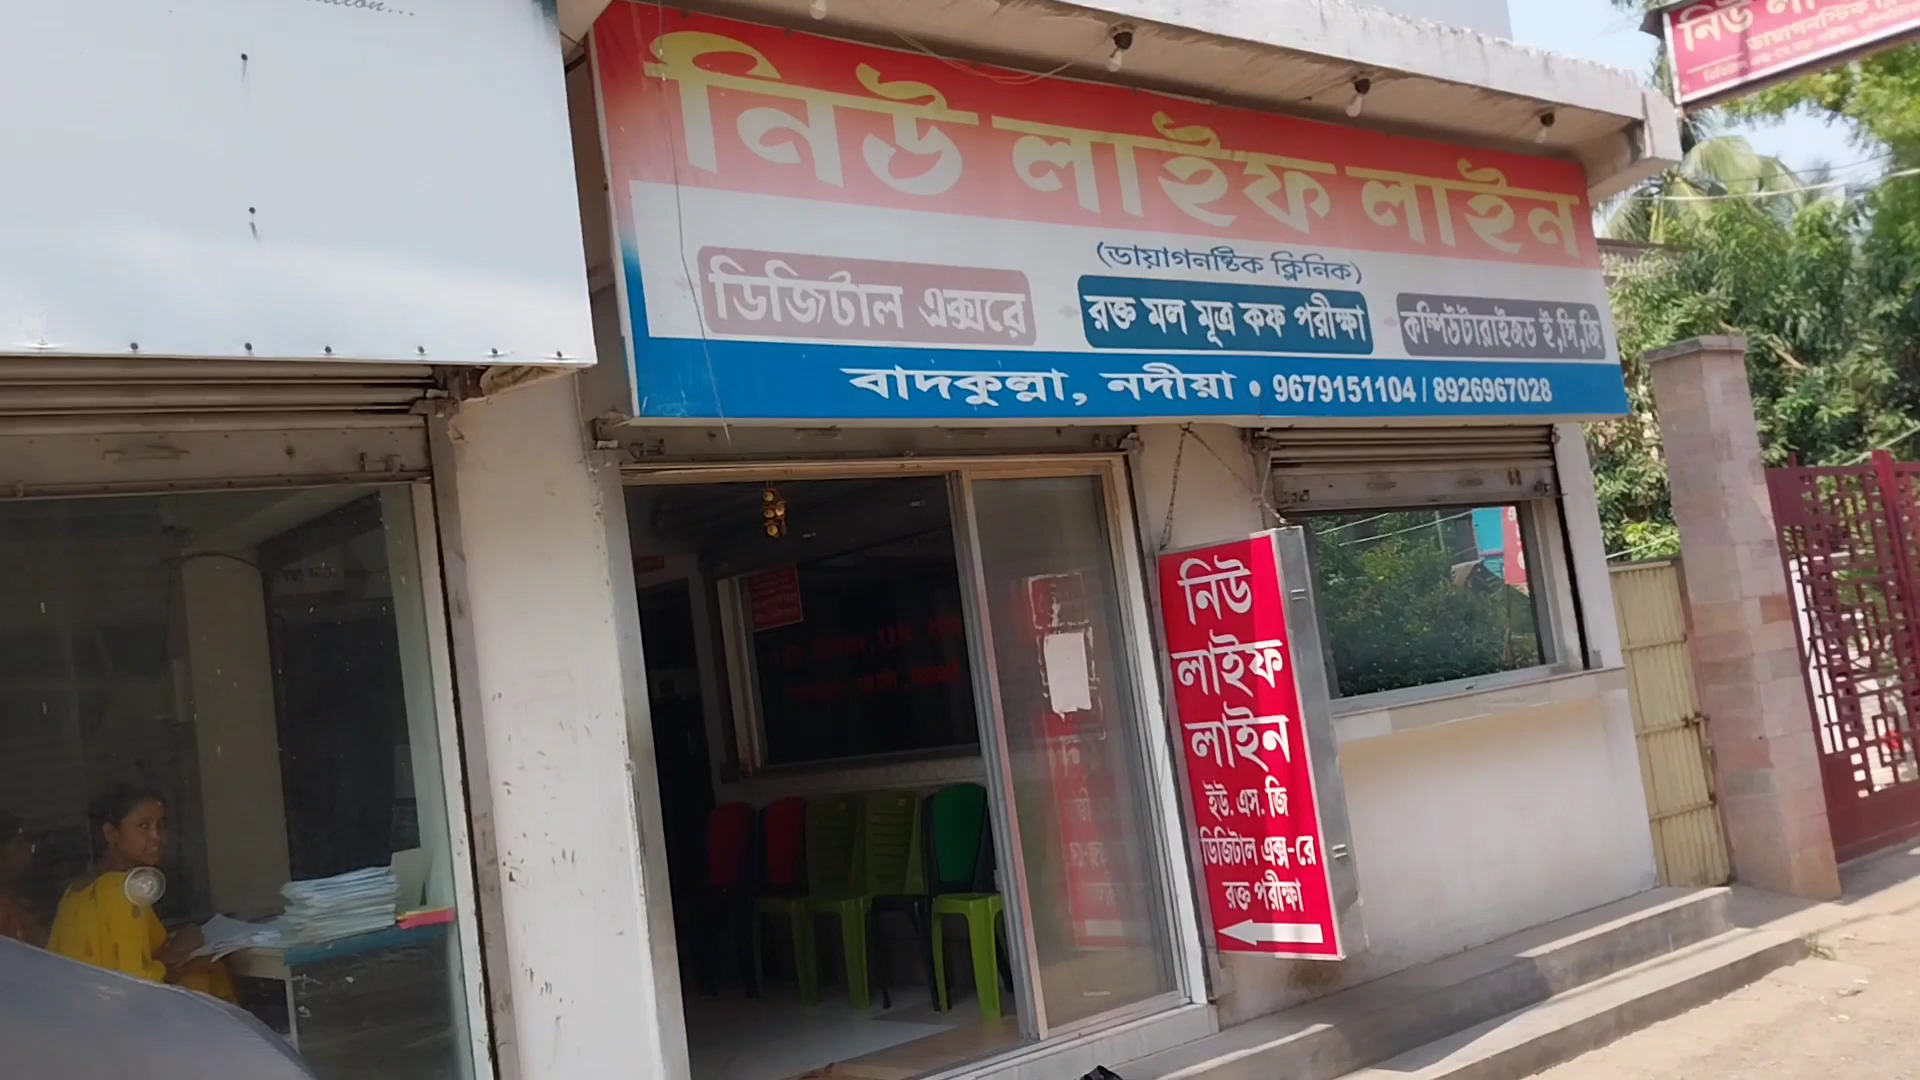 নিউ লাইফ লাইন
(ডায়াগনষ্টিক ক্লিনিক)
ডিজিটাল এক্সরে
রক্ত মল মূত্র কফ পরীক্ষা
কম্পিউটারাইজড ই,সি,জি
বাদকুল্লা, নদীয়া • 9679151104 / 8926967028
নিউ
লাইফ
লাইন
ইউ. এস. জি
ডিজিটাল এক্স-রে
রক্ত পরীক্ষা
নিউ